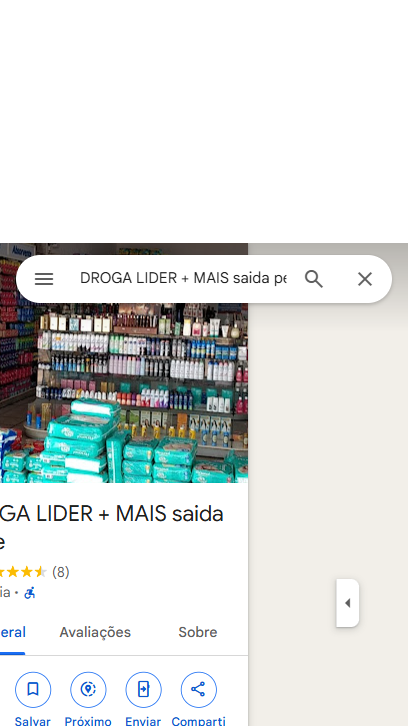 DROGA LIDER + MAIS saida pe
GA LIDER + MAIS saida
e
(8)
ia ·
eral Avaliações Sobre
Salvar Próximo Enviar Comparti